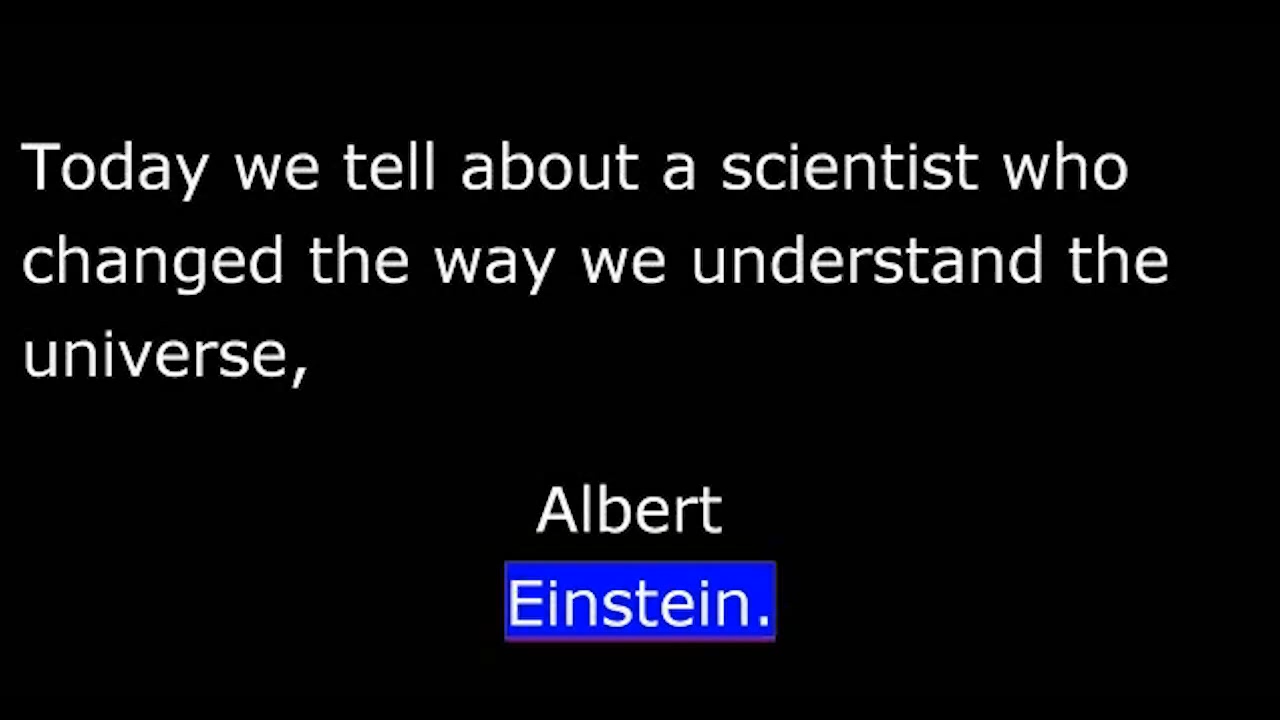 Today we tell about a scientist who
changed the way we understand the
universe,
Albert
Einstein.